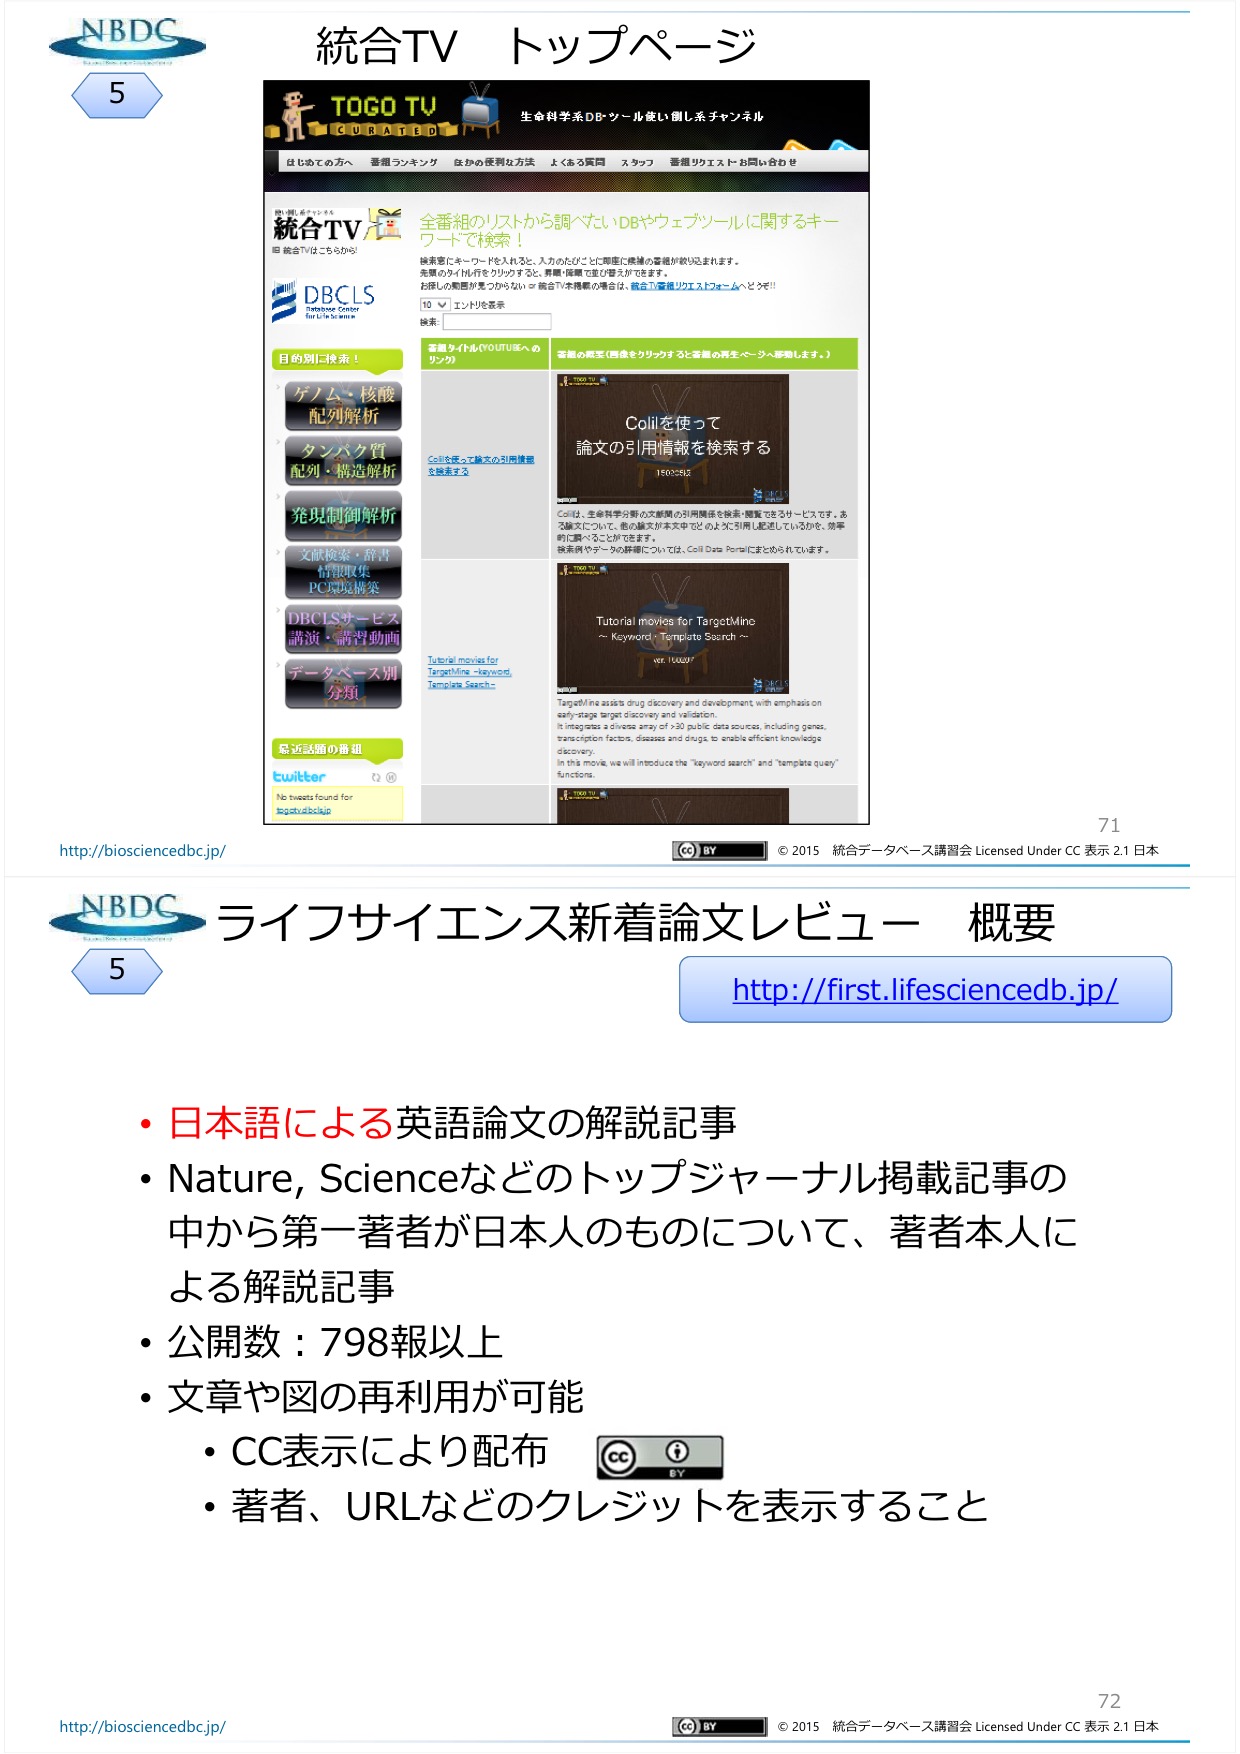 NBDC
統合TV　トップページ
5
TOGO TV
CURATED
生命科学系DB・ツール使い倒し系チャンネル
はじめての方へ　番組ランキング　ほかの便利な方法　よくある質問　スタッフ　番組リクエスト・お問い合わせ
使い倒し系チャンネル
統合TV
旧 統合TVはこちらから!
DBCLS
Database Center
for Life Science
目的別に検索！
ゲノム・核酸
配列解析
タンパク質
配列・構造解析
発現制御解析
文献検索・辞書
情報収集
PC環境構築
DBCLSサービス
講演・講習動画
データベース別
分類
最近話題の番組
twitter
No tweets found for
togotv.dbcls.jp
全番組のリストから調べたいDBやウェブツールに関するキー
ワードで検索！
検索窓にキーワードを入れると、入力のたびごとに即座に候補の番組が絞り込まれます。
先頭のタイトル行をクリックすると、昇順・降順で並び替えができます。
お探しの動画が見つからない or 統合TV未掲載の場合は、統合TV番組リクエストフォームへどうぞ!!
10 エントリを表示
検索:
番組タイトル(YOUTUBEへの
リンク)
番組の概要(画像をクリックすると番組の再生ページへ移動します。)
Colilを使って論文の引用情報
を検索する
TOGO TV
Colilを使って
論文の引用情報を検索する
DBCLS
Colilは、生命科学分野の文献間の引用関係を検索・閲覧できるサービスです。あ
る論文について、他の論文が本文中でどのように引用し記述しているかを、効率
的に調べることができます。
検索例やデータの詳細については、Colil Data Portalにまとめられています。
Tutorial movies for
TargetMine ~keyword,
Template Search~
TOGO TV
Tutorial movies for TargetMine
～ Keyword・Template Search ～
DBCLS
TargetMine assists drug discovery and development, with emphasis on
early-stage target discovery and validation.
It integrates a diverse array of >30 public data sources, including genes,
transcription factors, diseases and drugs, to enable efficient knowledge
discovery.
In this movie, we will introduce the "keyword search" and "template query"
functions.
TOGO TV
71
http://biosciencedbc.jp/
cc BY
© 2015　統合データベース講習会 Licensed Under CC 表示 2.1 日本
NBDC
ライフサイエンス新着論文レビュー　概要
5
http://first.lifesciencedb.jp/
• 日本語による英語論文の解説記事
• Nature, Scienceなどのトップジャーナル掲載記事の
中から第一著者が日本人のものについて、著者本人に
よる解説記事
• 公開数：798報以上
• 文章や図の再利用が可能
• CC表示により配布
cc BY
• 著者、URLなどのクレジットを表示すること
72
http://biosciencedbc.jp/
cc BY
© 2015　統合データベース講習会 Licensed Under CC 表示 2.1 日本